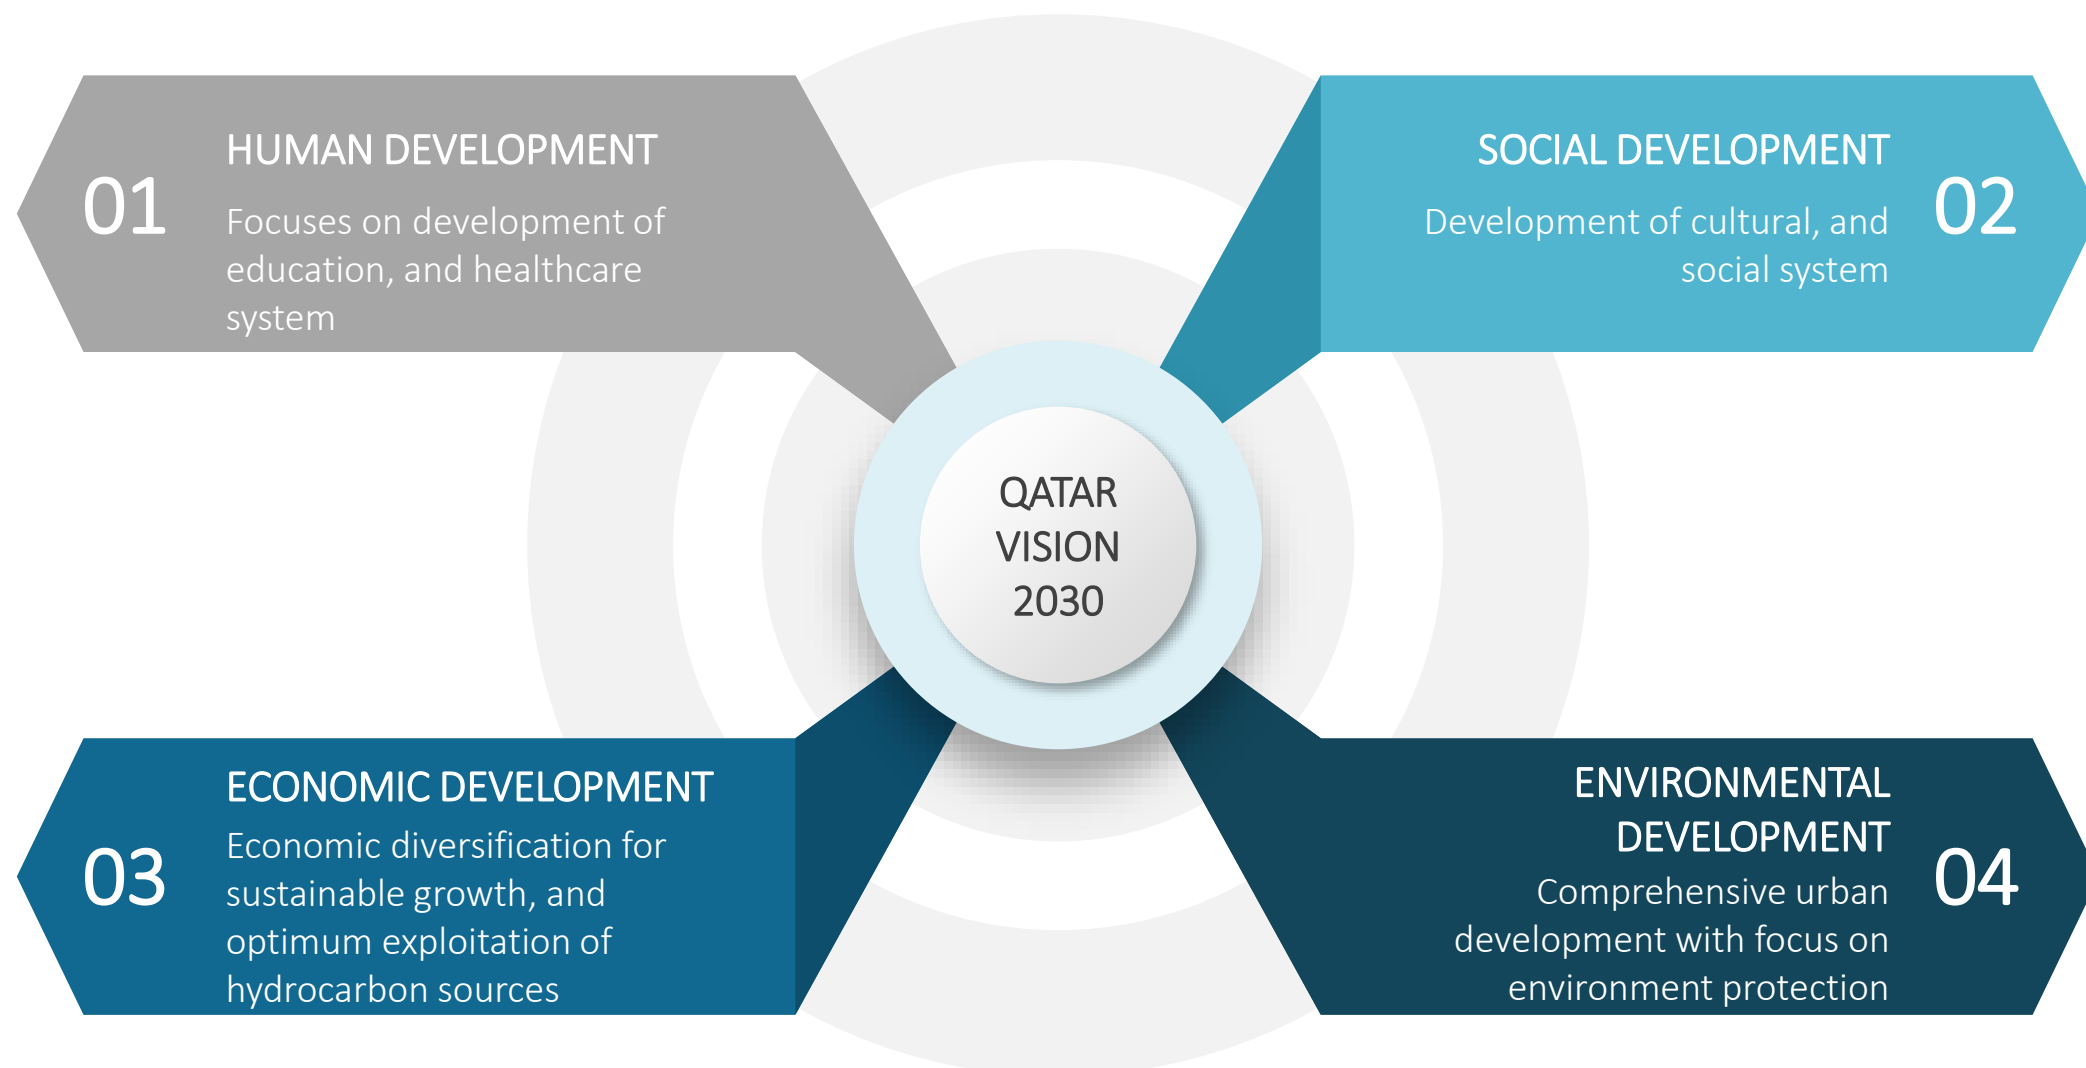 01
HUMAN DEVELOPMENT
Focuses on development of
education, and healthcare
system
SOCIAL DEVELOPMENT
Development of cultural, and
social system
02
QATAR
VISION
2030
03
ECONOMIC DEVELOPMENT
Economic diversification for
sustainable growth, and
optimum exploitation of
hydrocarbon sources
ENVIRONMENTAL
DEVELOPMENT
Comprehensive urban
development with focus on
environment protection
04